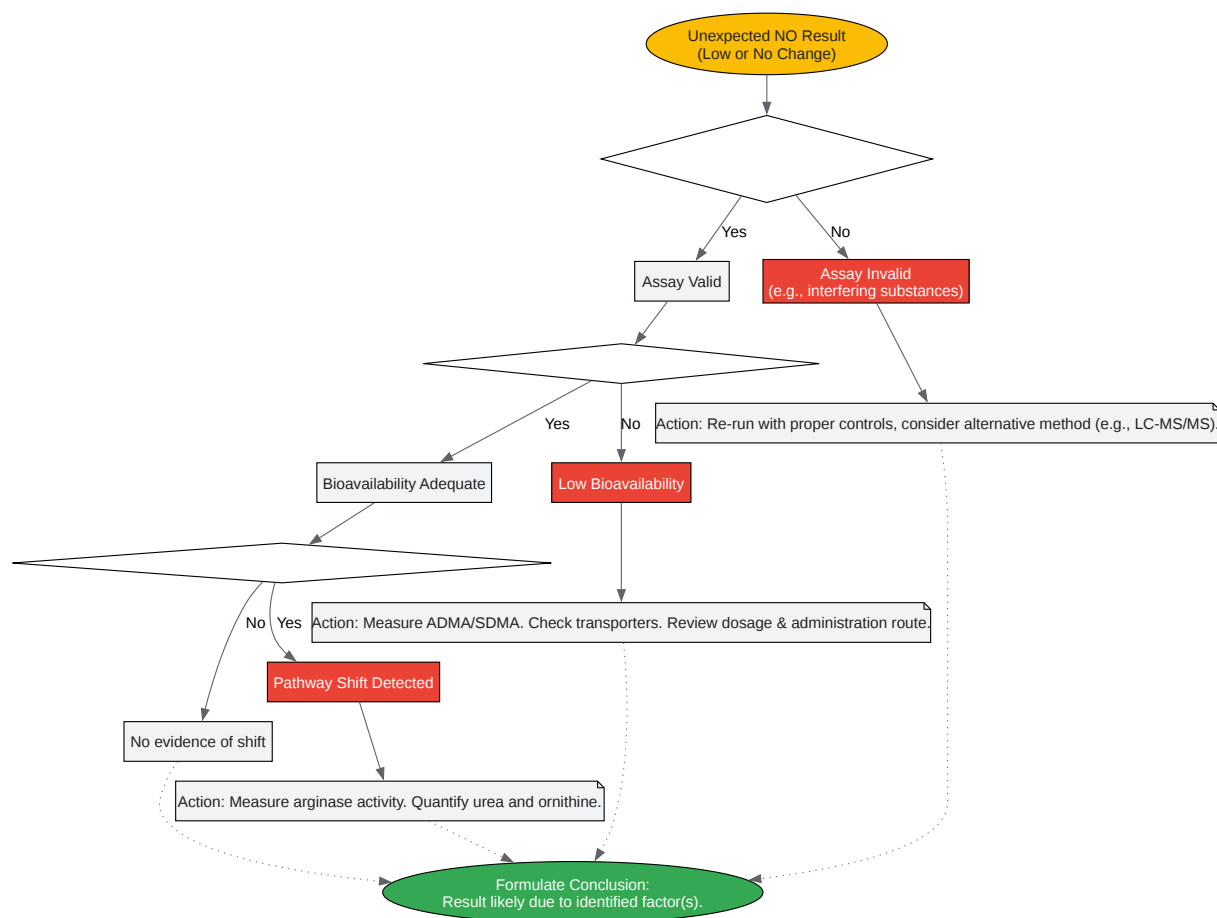 Unexpected NO Result
(Low or No Change)
Yes
No
Assay Valid
Assay Invalid
(e.g., interfering substances)
Yes
No
Action: Re-run with proper controls, consider alternative method (e.g., LC-MS/MS).
Bioavailability Adequate
Low Bioavailability
No
Yes
Action: Measure ADMA/SDMA. Check transporters. Review dosage & administration route.
Pathway Shift Detected
No evidence of shift
Action: Measure arginase activity. Quantify urea and ornithine.
Formulate Conclusion:
Result likely due to identified factor(s).